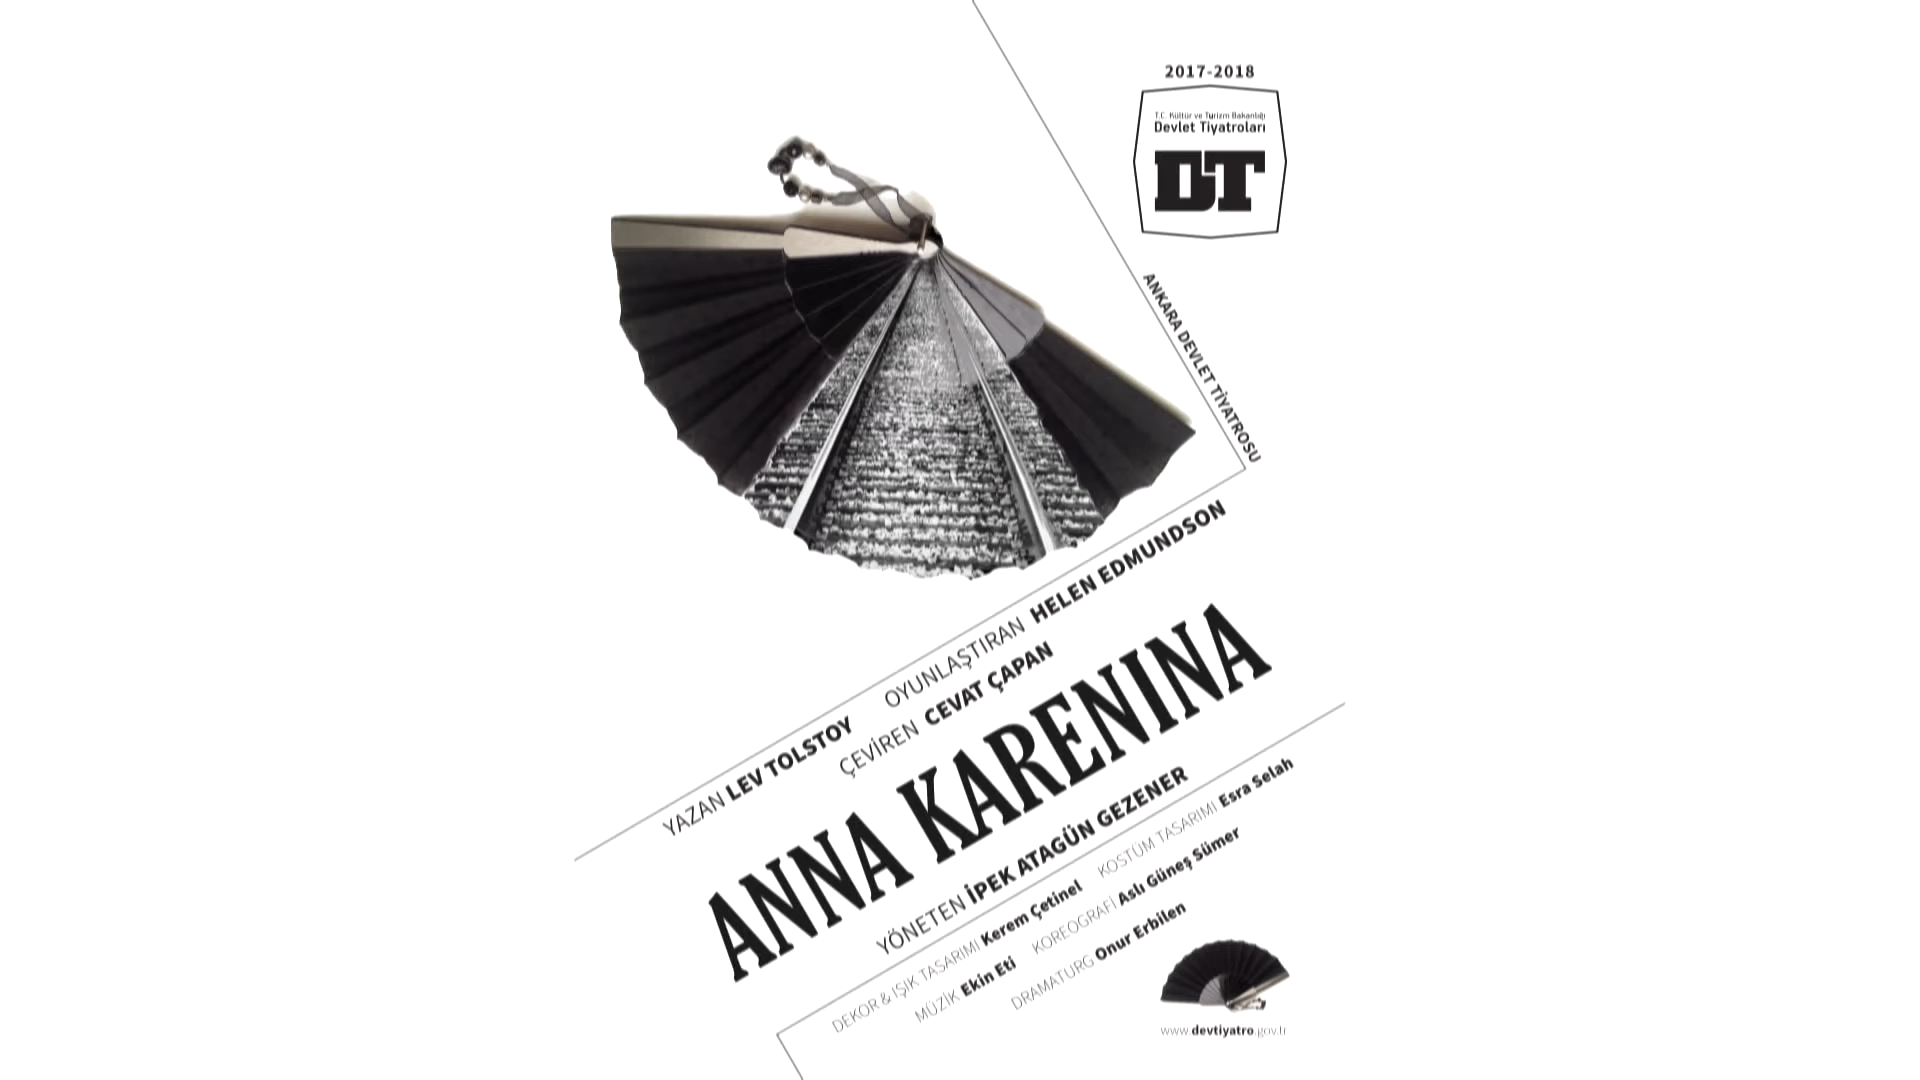 2017-2018
T.C. Kültür ve Turizm Bakanlığı
Devlet Tiyatroları
DT
ANKARA DEVLET TİYATROSU
YAZAN LEV TOLSTOY OYUNLAŞTIRAN HELEN EDMUNDSON
ÇEVİREN CEVAT ÇAPAN
ANNA KARENINA
YÖNETEN İPEK ATAGÜN GEZENER
DEKOR & IŞIK TASARIMI Kerem Çetinel KOSTÜM TASARIMI Esra Selah
MÜZİK Ekin Eti KOREOGRAFİ Aslı Güneş Sümer
DRAMATURG Onur Erbilen
www.devtiyatro.gov.tr